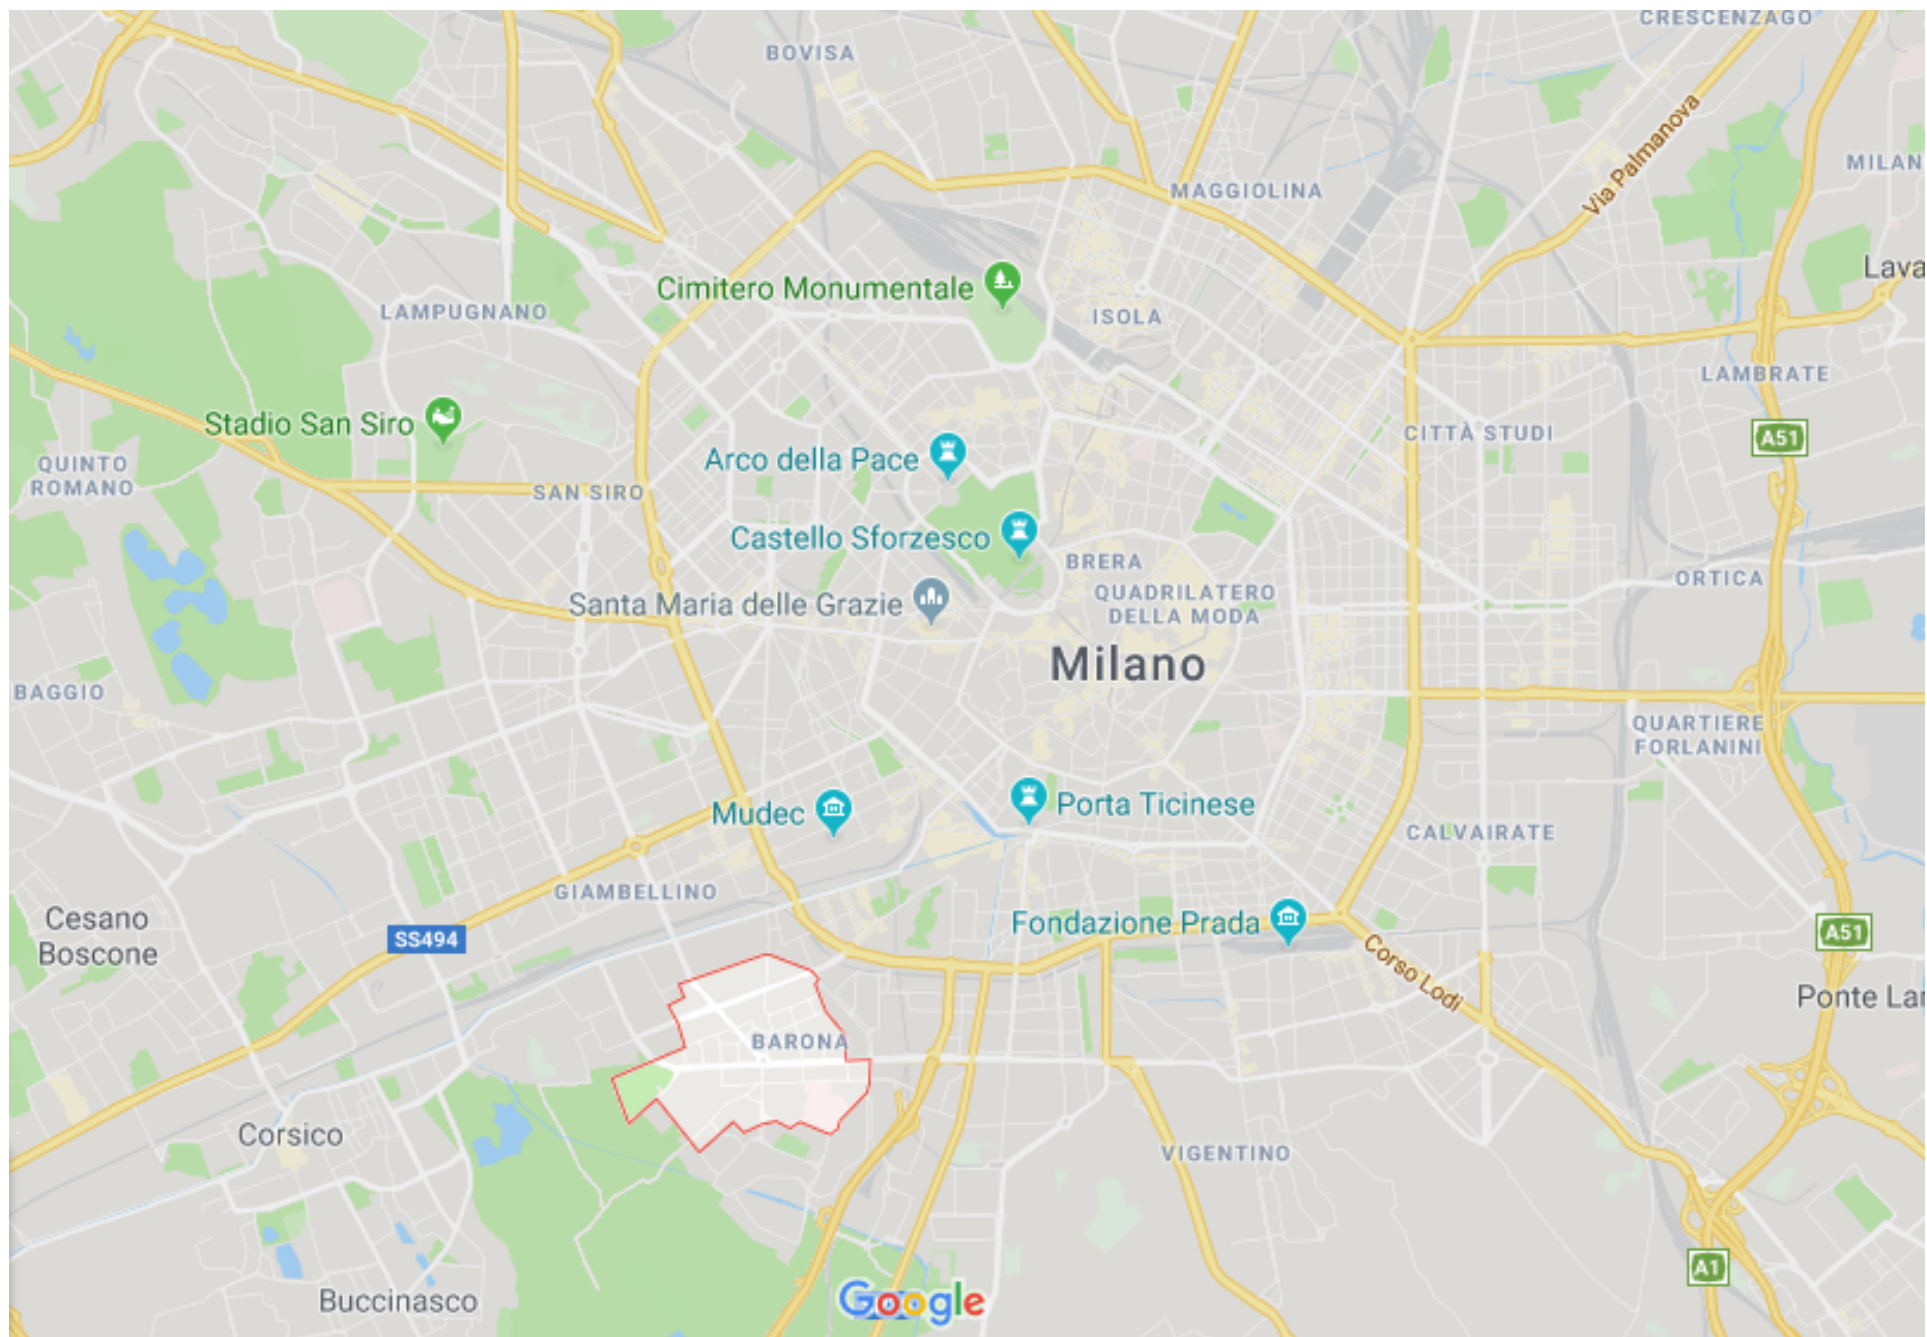 CRESCENZAGO
BOVISA
Via Palmanova
MILAN
MAGGIOLINA
Lava
Cimitero Monumentale
LAMPUGNANO
ISOLA
LAMBRATE
Stadio San Siro
CITTÀ STUDI
A51
Arco della Pace
QUINTO
ROMANO
SAN SIRO
Castello Sforzesco
BRERA
ORTICA
Santa Maria delle Grazie
QUADRILATERO
DELLA MODA
Milano
BAGGIO
QUARTIERE
FORLANINI
Mudec
Porta Ticinese
CALVAIRATE
GIAMBELLINO
Cesano
Boscone
SS494
Fondazione Prada
A51
Corso Lodi
Ponte Lar
BARONA
Corsico
VIGENTINO
A1
Buccinasco
Google